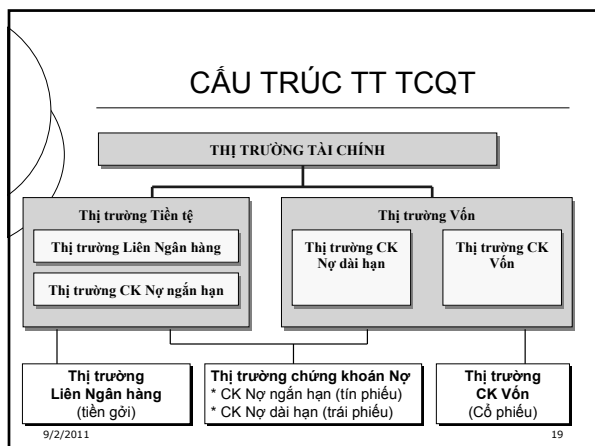 CẤU TRÚC TT TCQT
THỊ TRƯỜNG TÀI CHÍNH
Thị trường Tiền tệ
Thị trường Liên Ngân hàng
Thị trường CK Nợ ngắn hạn
Thị trường Vốn
Thị trường CK
Nợ dài hạn
Thị trường CK
Vốn
Thị trường
Liên Ngân hàng
(tiền gởi)
Thị trường chứng khoán Nợ
* CK Nợ ngắn hạn (tín phiếu)
* CK Nợ dài hạn (trái phiếu)
Thị trường
CK Vốn
(Cổ phiếu)
9/2/2011
19